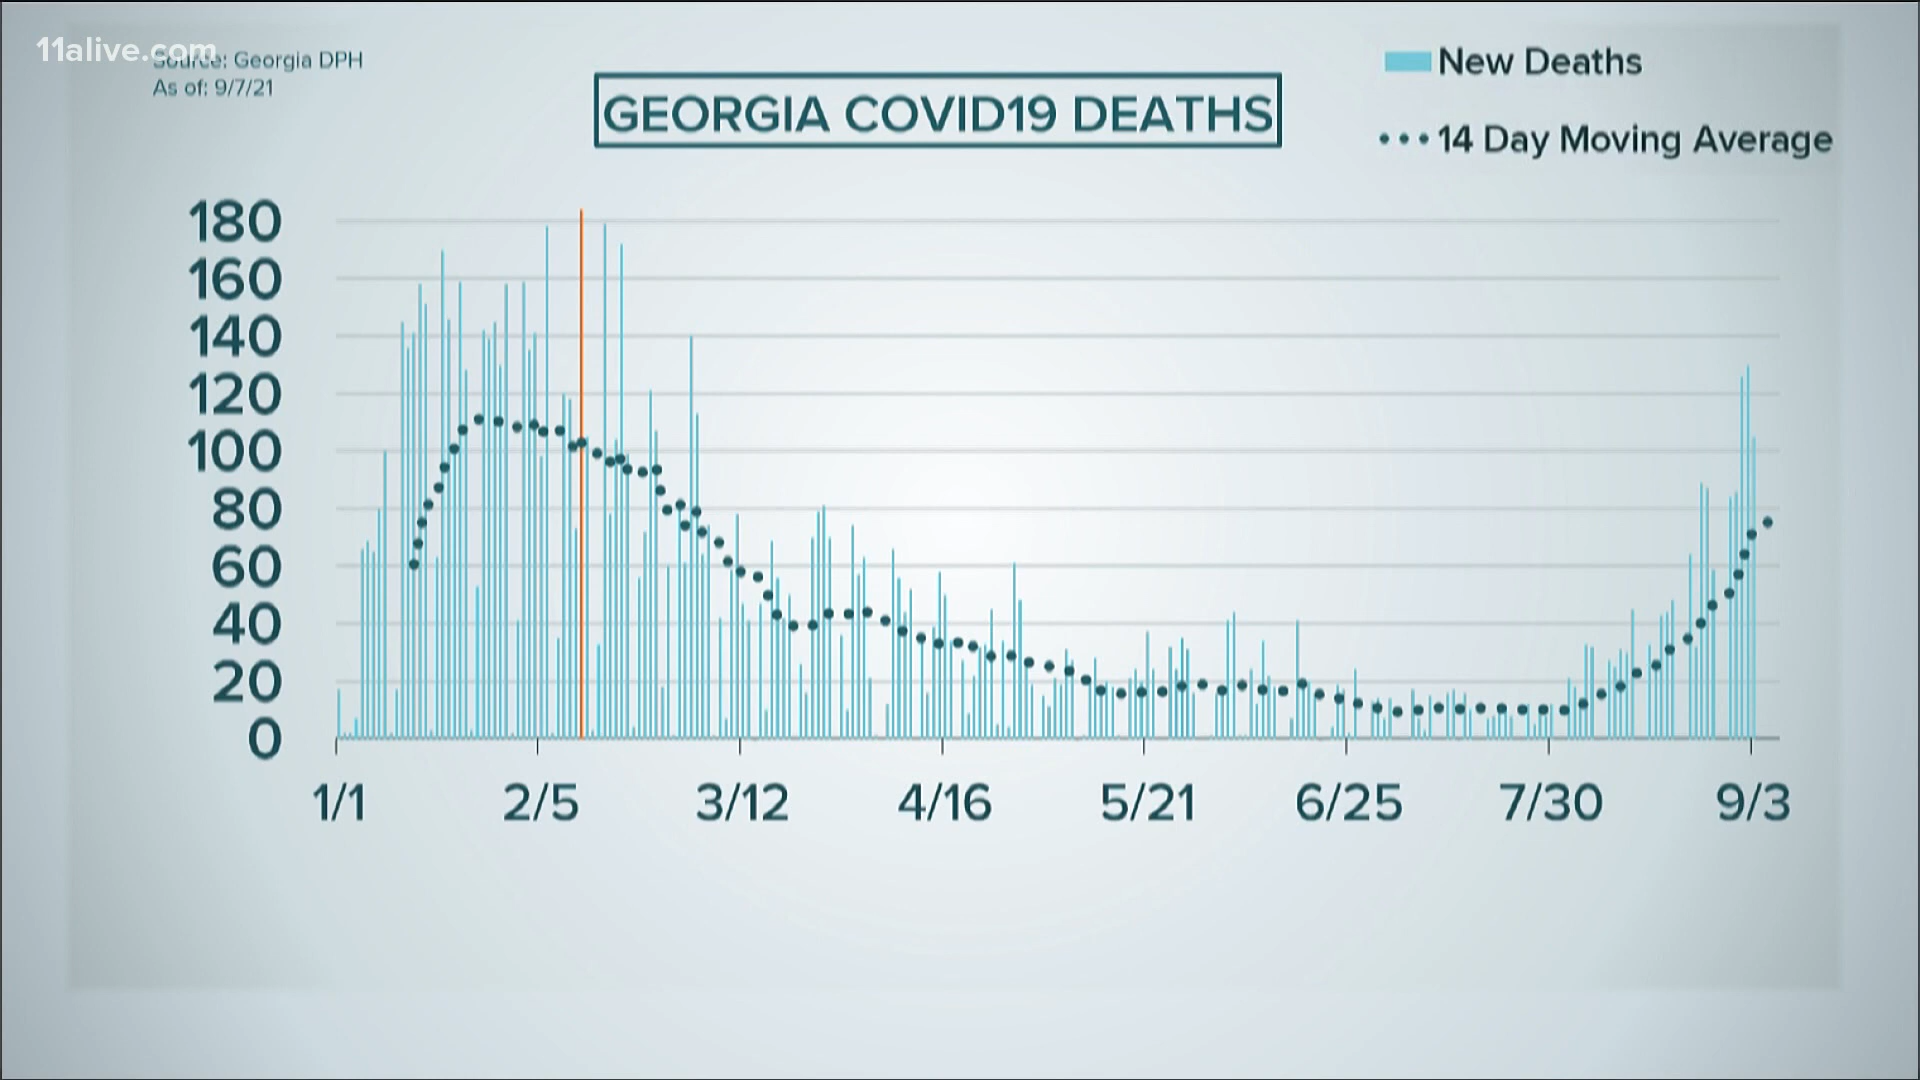 11alive.com
Source: Georgia DPH
As of: 9/7/21
GEORGIA COVID19 DEATHS
New Deaths
14 Day Moving Average
180
160
140
120
100
80
60
40
20
0
1/1 2/5 3/12 4/16 5/21 6/25 7/30 9/3